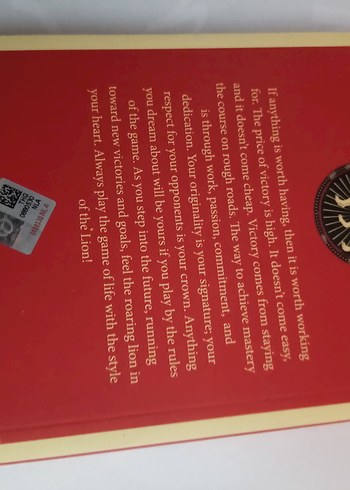 If anything is worth having, then it is worth working
for. The price of victory is high. It doesn't come easy,
and it doesn't come cheap. Victory comes from staying
the course on rough roads. The way to achieve mastery
is through work, passion, commitment, and
dedication. Your originality is your signature; your
respect for your opponents is your crown. Anything
you dream about will be yours if you play by the rules
of the game. As you step into the future, running
toward new victories and goals, feel the roaring lion in
your heart. Always play the game of life with the style
of the Lion!